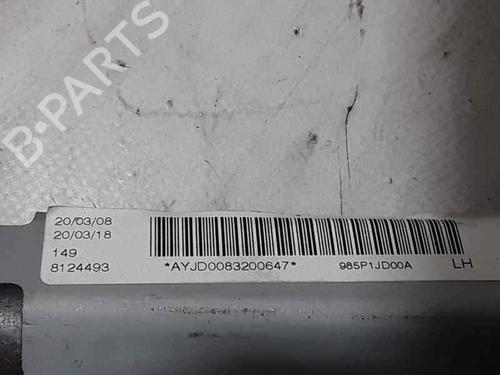 B-PARTS
20/03/08
20/03/18
149
8124493
*AYJD0083200647*
985P1JD00A
LH